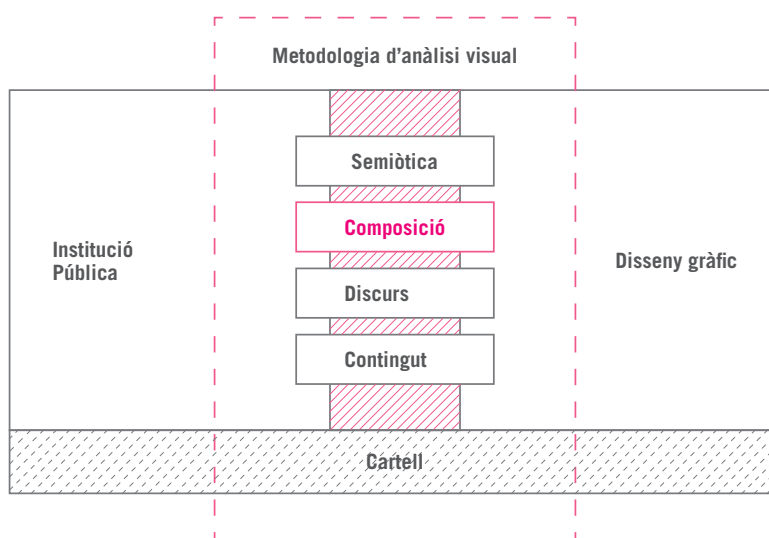 Metodologia d’anàlisi visual
Semiòtica
Composició
Institució
Pública
Disseny gràfic
Discurs
Contingut
Cartell